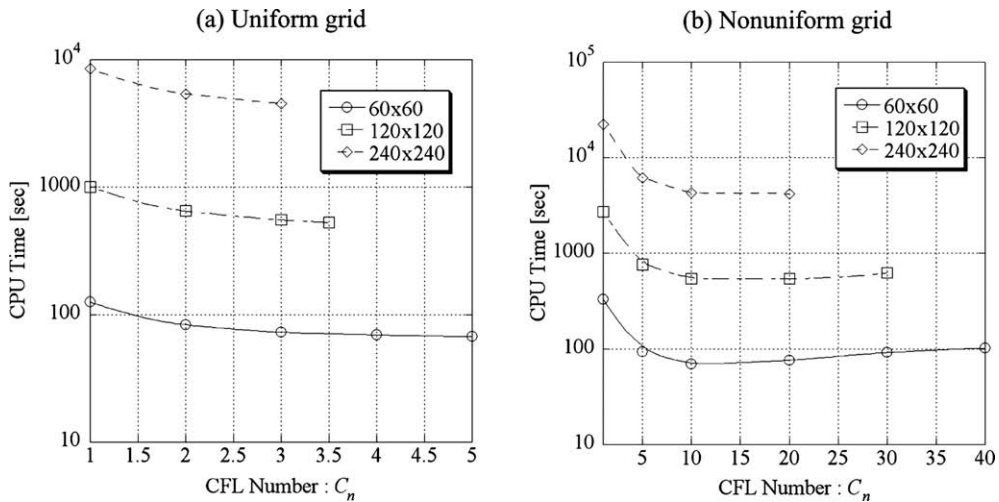 (a) Uniform grid
10^4
1000
100
10
CPU Time [sec]
60x60
120x120
240x240
1 1.5 2 2.5 3 3.5 4 4.5 5
CFL Number : C_n
(b) Nonuniform grid
10^5
10^4
1000
100
10
CPU Time [sec]
60x60
120x120
240x240
5 10 15 20 25 30 35 40
CFL Number : C_n